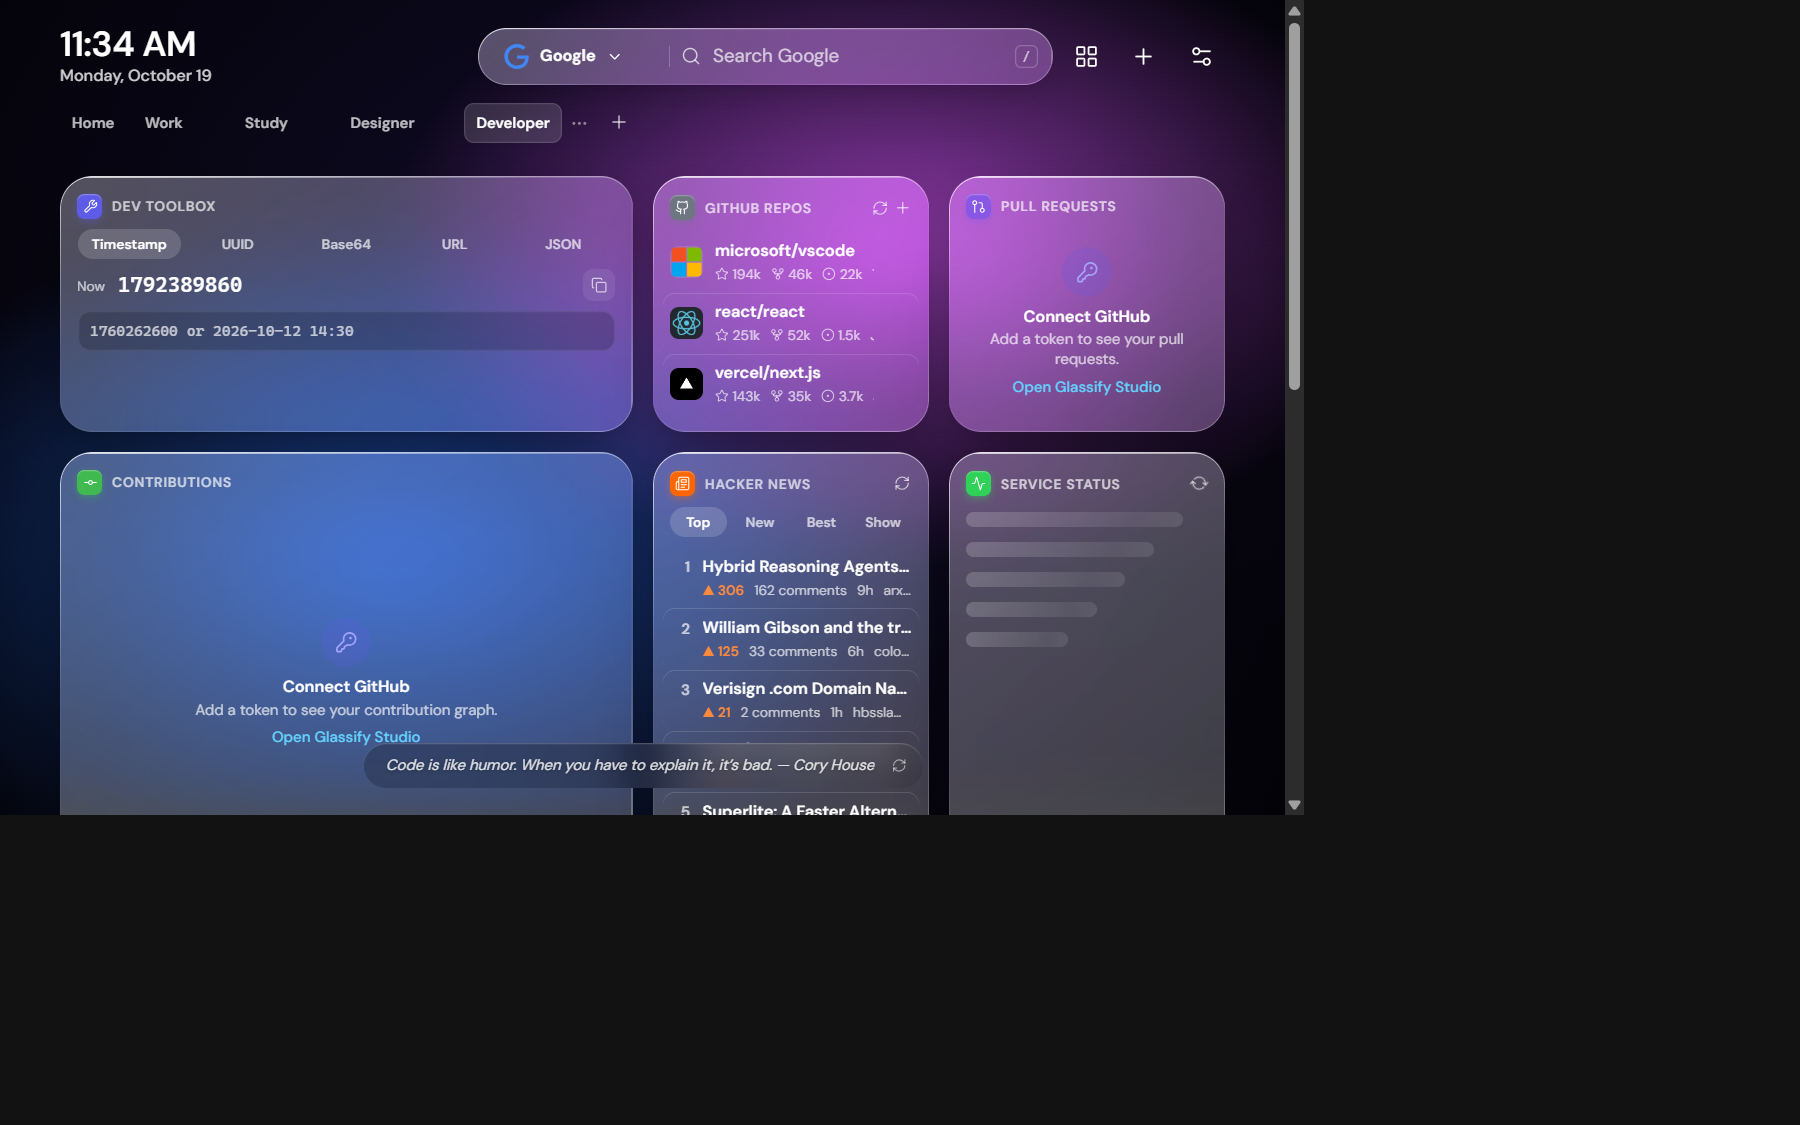 11:34 AM
Monday, October 19
Google
Search Google
/
Home
Work
Study
Designer
Developer
DEV TOOLBOX
Timestamp
UUID
Base64
URL
JSON
Now 1792389860
1760262600 or 2026-10-12 14:30
GITHUB REPOS
microsoft/vscode
194k 46k 22k
react/react
251k 52k 1.5k
vercel/next.js
143k 35k 3.7k
PULL REQUESTS
Connect GitHub
Add a token to see your pull
requests.
Open Glassify Studio
CONTRIBUTIONS
Connect GitHub
Add a token to see your contribution graph.
Open Glassify Studio
HACKER NEWS
Top
New
Best
Show
1 Hybrid Reasoning Agents...
306 162 comments 9h arx...
2 William Gibson and the tr...
125 33 comments 6h colo...
3 Verisign .com Domain Na...
21 2 comments 1h hbssla...
5 Superlite: A Faster Altern...
SERVICE STATUS
Code is like humor. When you have to explain it, it's bad. — Cory House